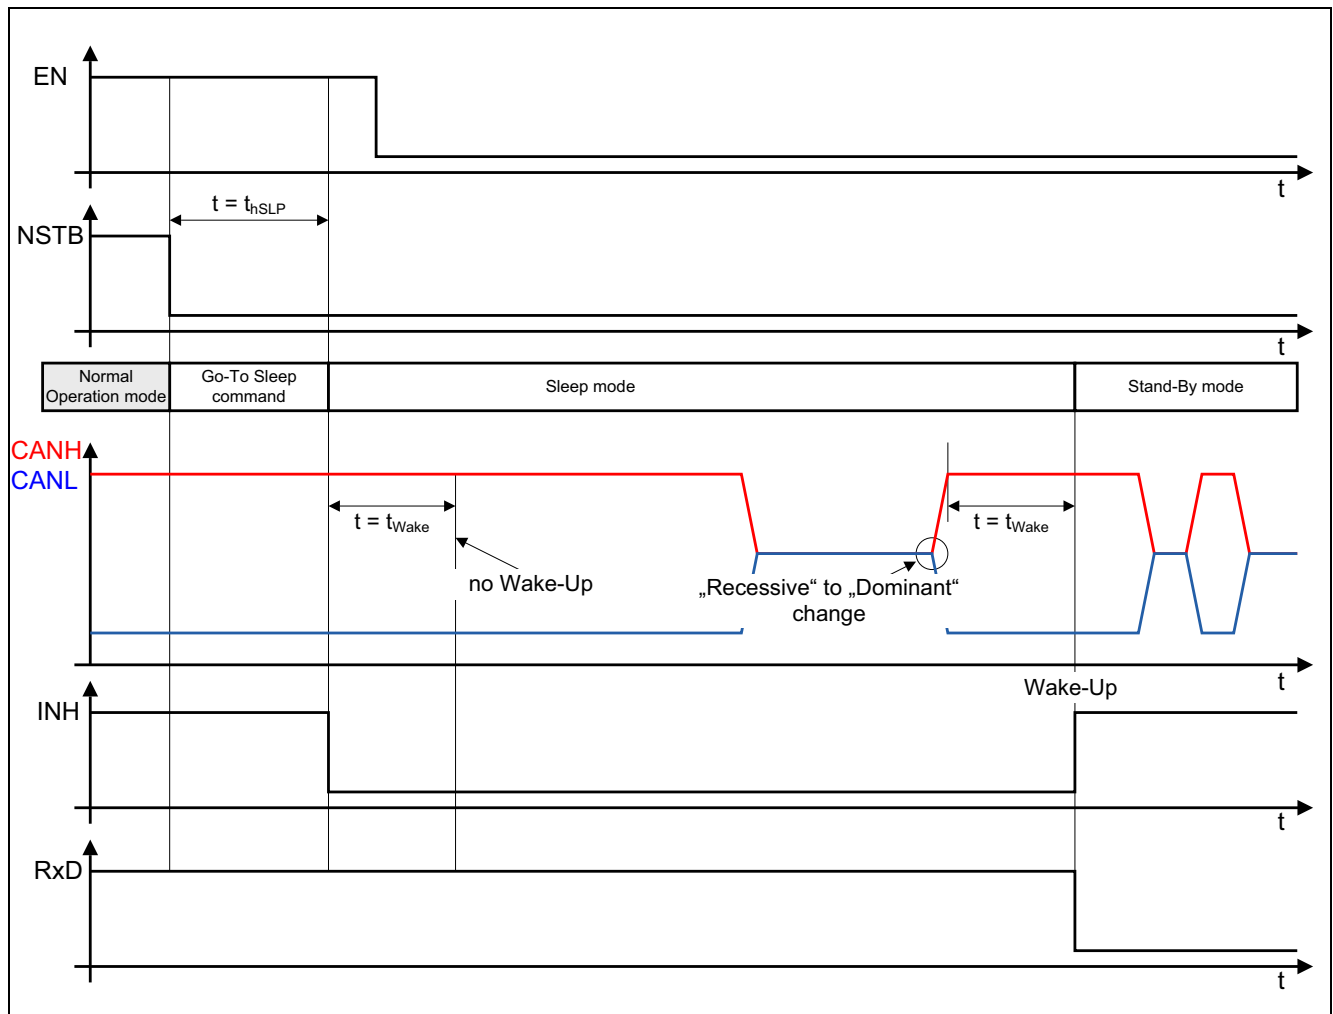 EN
t
t = thSLP
NSTB
t
Normal
Operation mode
Go-To Sleep
command
Sleep mode
Stand-By mode
CANH
CANL
t = tWake
t = tWake
no Wake-Up
„Recessive“ to „Dominant“
change
t
Wake-Up
INH
t
RxD
t